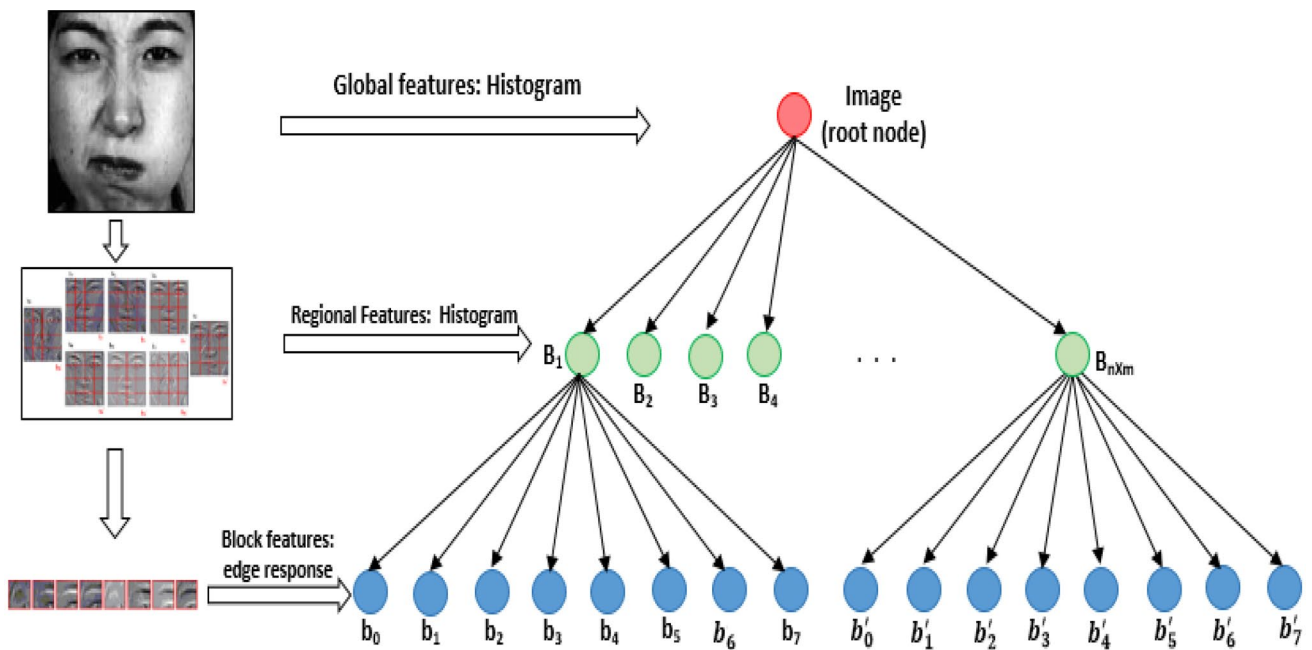 Global features: Histogram
Image
(root node)
Regional Features: Histogram
B₁
B₂
B₃
B₄
. . .
BₙXₘ
Block features:
edge response
b₀
b₁
b₂
b₃
b₄
b₅
b₆
b₇
b′₀
b′₁
b′₂
b′₃
b′₄
b′₅
b′₆
b′₇